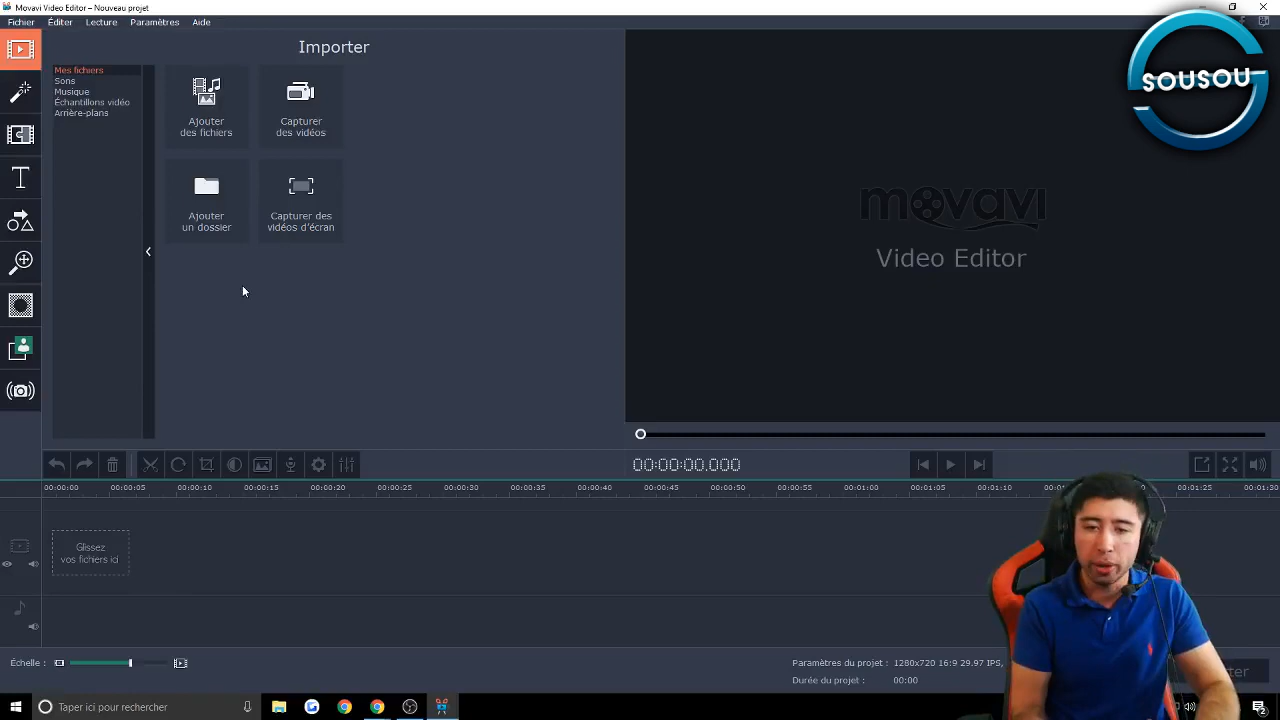 Movavi Video Editor – Nouveau projet
Fichier Éditer Lecture Paramètres Aide
Importer
SOUSOU
Mes fichiers
Sons
Musique
Échantillons vidéo
Arrière-plans
Ajouter
des fichiers
Capturer
des vidéos
Ajouter
un dossier
Capturer des
vidéos d'écran
movavi
Video Editor
00:00:00.000
00:00:00 00:00:05 00:00:10 00:00:15 00:00:20 00:00:25 00:00:30 00:00:35 00:00:40 00:00:45 00:00:50 00:00:55 00:01:00 00:01:05 00:01:10 00:01:25 00:01:30
Glissez
vos fichiers ici
Échelle :
Paramètres du projet : 1280x720 16:9 29.97 IPS,
Durée du projet : 00:00
Taper ici pour rechercher
2